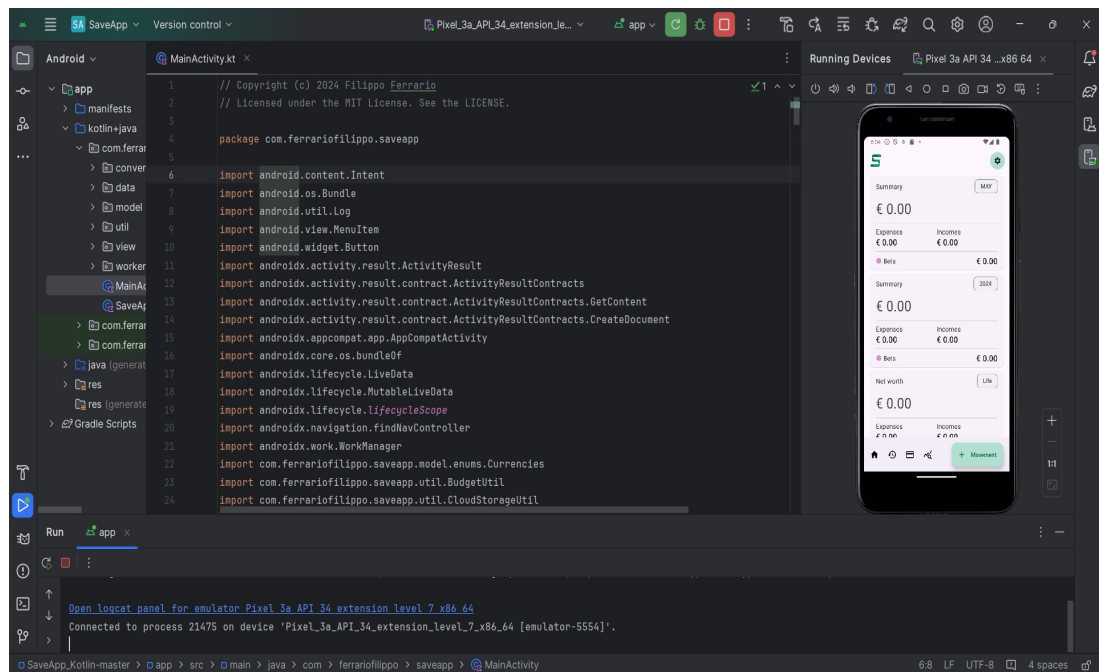 SA SaveApp
Version control
Pixel_3a_API_34_extension_le...
app
Android
MainActivity.kt
Running Devices
Pixel 3a API 34 ...x86 64
app
manifests
kotlin+java
com.ferrar
conver
data
model
util
view
worker
MainAc
SaveAp
com.ferrar
com.ferrar
java (generat
res
res (generate
Gradle Scripts
1
1 // Copyright (c) 2024 Filippo Ferrario
2 // Licensed under the MIT License. See the LICENSE.
3
4 package com.ferrariofilippo.saveapp
5
6 import android.content.Intent
7 import android.os.Bundle
8 import android.util.Log
9 import android.view.MenuItem
10 import android.widget.Button
11 import androidx.activity.result.ActivityResult
12 import androidx.activity.result.contract.ActivityResultContracts
13 import androidx.activity.result.contract.ActivityResultContracts.GetContent
14 import androidx.activity.result.contract.ActivityResultContracts.CreateDocument
15 import androidx.appcompat.app.AppCompatActivity
16 import androidx.core.os.bundleOf
17 import androidx.lifecycle.LiveData
18 import androidx.lifecycle.MutableLiveData
19 import androidx.lifecycle.lifecycleScope
20 import androidx.navigation.findNavController
21 import androidx.work.WorkManager
22 import com.ferrariofilippo.saveapp.model.enums.Currencies
23 import com.ferrariofilippo.saveapp.util.BudgetUtil
24 import com.ferrariofilippo.saveapp.util.CloudStorageUtil
S
Summary MAY
€ 0.00
Expenses Incomes
€ 0.00 € 0.00
Bets € 0.00
Summary 2024
€ 0.00
Expenses Incomes
€ 0.00 € 0.00
Bets € 0.00
Net worth Life
€ 0.00
Expenses Incomes
€ 0.00 € 0.00
+ Movement
1:1
Run
app
Open logcat panel for emulator Pixel 3a API 34 extension level 7 x86 64
Connected to process 21475 on device 'Pixel_3a_API_34_extension_level_7_x86_64 [emulator-5554]'.
SaveApp_Kotlin-master > app > src > main > java > com > ferrariofilippo > saveapp > MainActivity
6:8 LF UTF-8 4 spaces